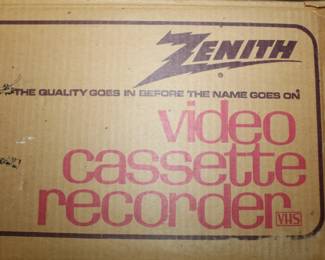 ZENITH
THE QUALITY GOES IN BEFORE THE NAME GOES ON
video
cassette
recorder
VHS